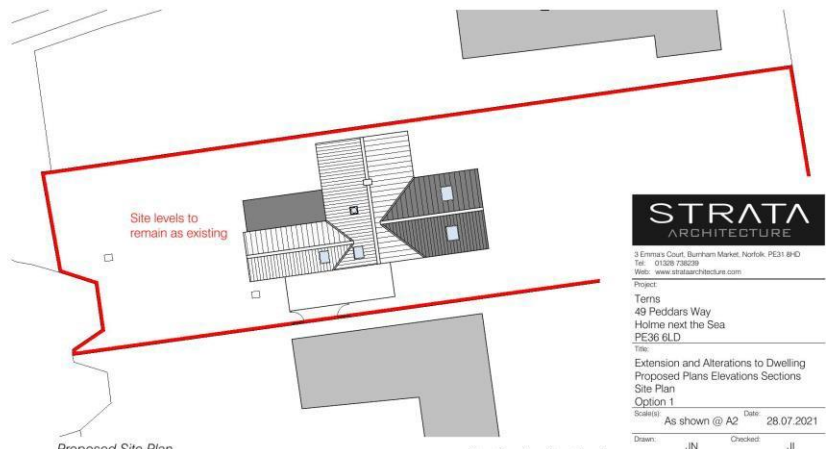 Site levels to
remain as existing
STRATA
ARCHITECTURE
3 Emma's Court, Burnham Market, Norfolk. PE31 8HD
Tel: 01328 738239
Web: www.strataarchitecture.com
Project:
Terns
49 Peddars Way
Holme next the Sea
PE36 6LD
Title:
Extension and Alterations to Dwelling
Proposed Plans Elevations Sections
Site Plan
Option 1
Scale(s) As shown @ A2 Date: 28.07.2021
Drawn: JN Checked: JL
Proposed Site Plan